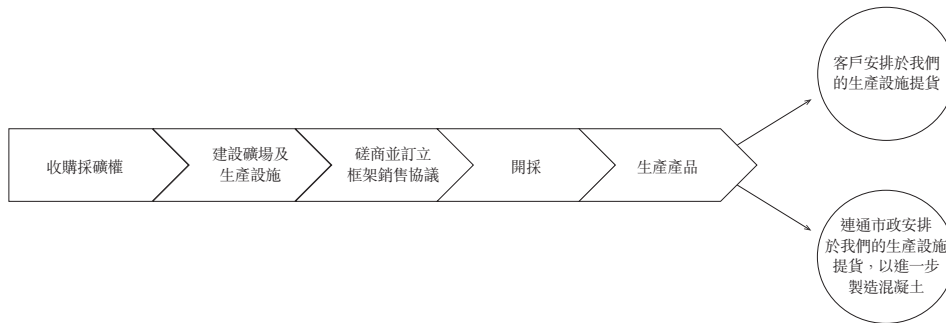 收購採礦權
建設礦場及
生產設施
磋商並訂立
框架銷售協議
開採
生產產品
客戶安排於我們
的生產設施提貨
連通市政安排
於我們的生產設施
提貨，以進一步
製造混凝土